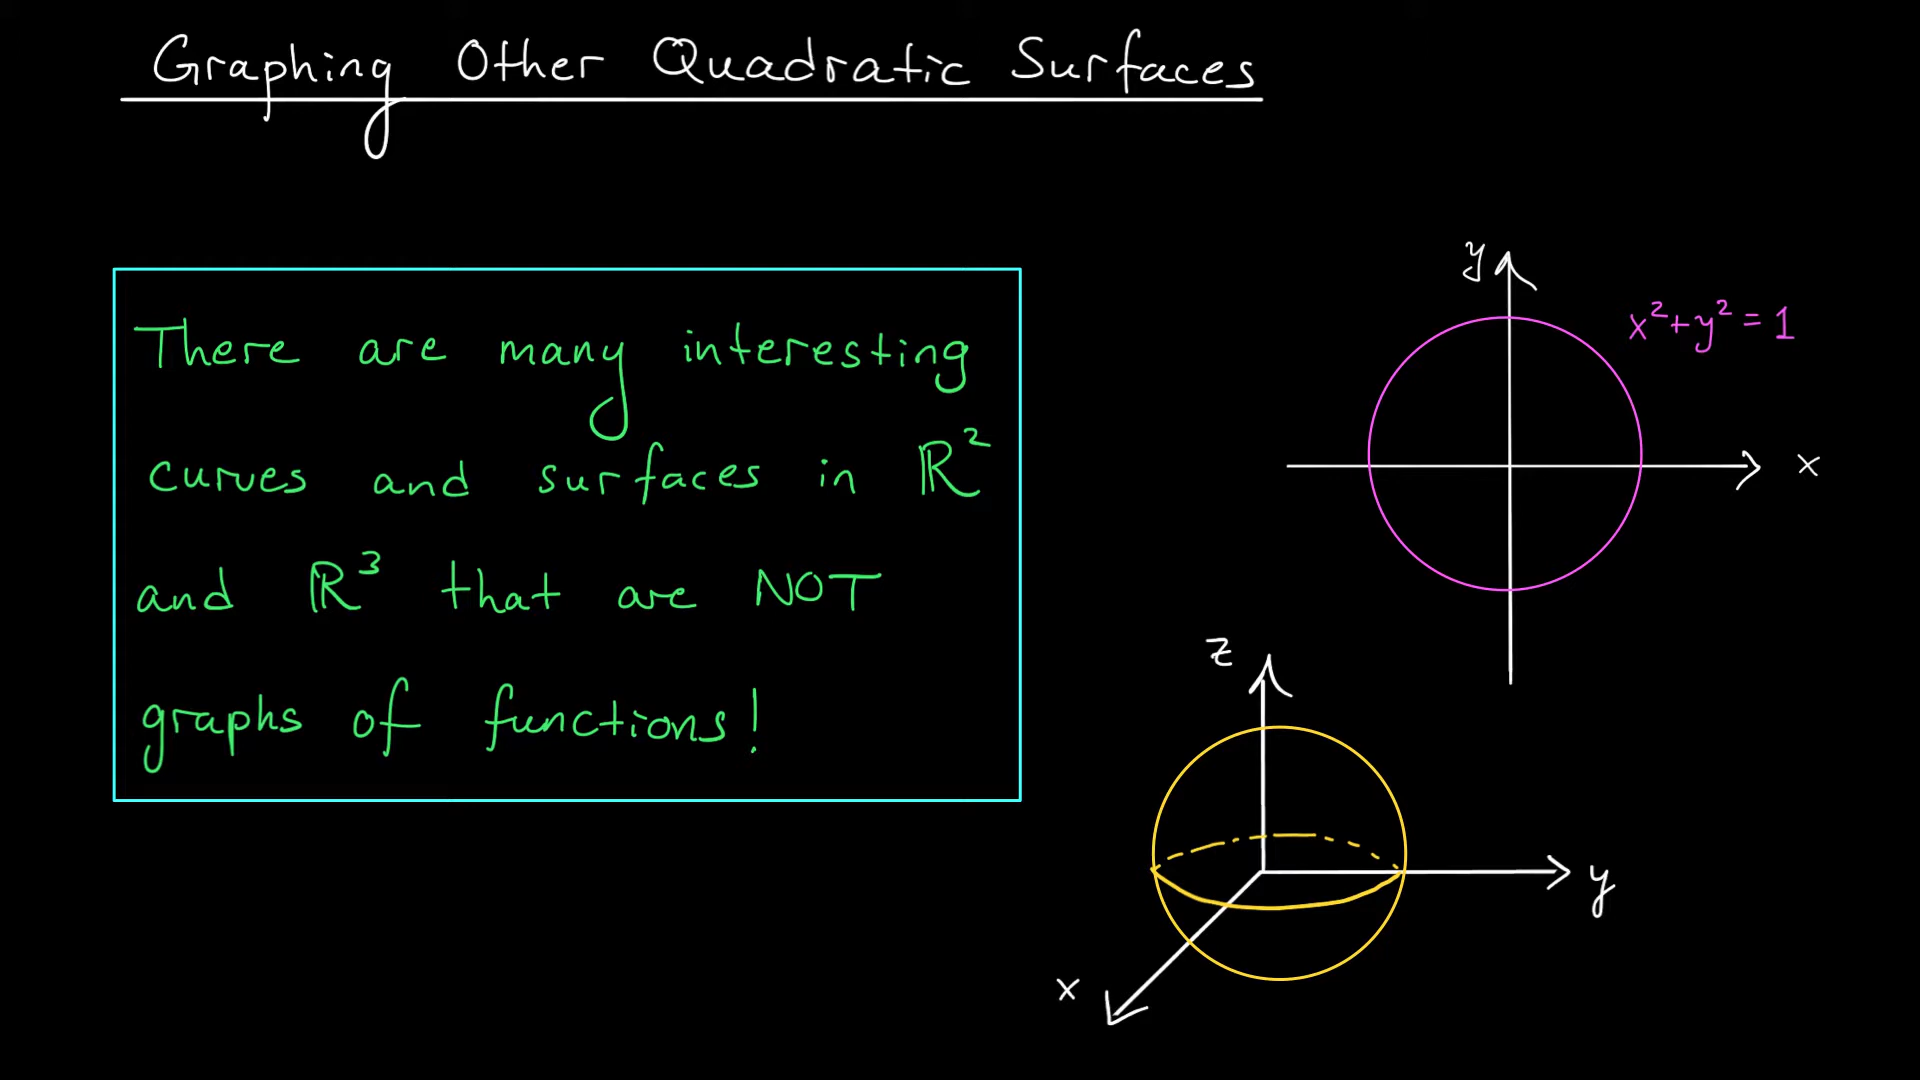 Graphing Other Quadratic Surfaces
There are many interesting
curves and surfaces in ℝ²
and ℝ³ that are NOT
graphs of functions!
y
x²+y²=1
x
z
y
x